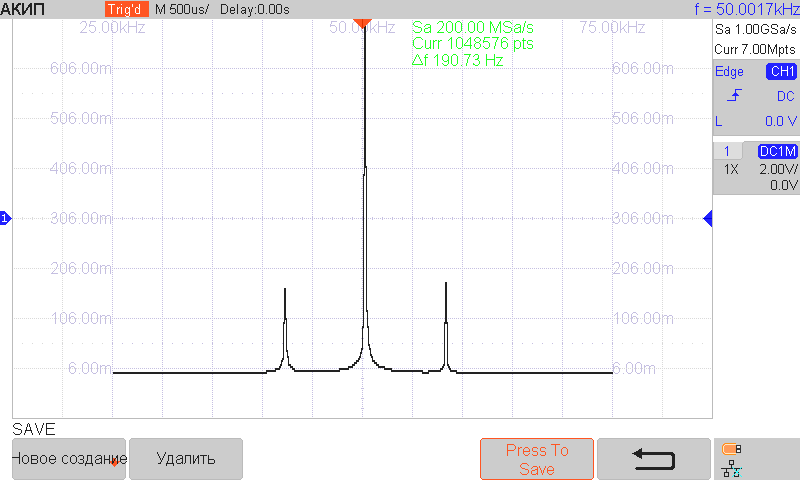 АКИП Trig'd M 500us/ Delay:0.00s f = 50.0017kHz
25.00kHz 50.00kHz 75.00kHz
Sa 200.00 MSa/s
Curr 1048576 pts
Δf 190.73 Hz
Sa 1.00GSa/s
Curr 7.00Mpts
Edge CH1
DC
L 0.0 V
1 DC1M
1X 2.00V/
0.0V
606.00m 606.00m
506.00m 506.00m
406.00m 406.00m
1 306.00m 306.00m
206.00m 206.00m
106.00m 106.00m
6.00m 6.00m
SAVE
Новое создание Удалить Press To
Save